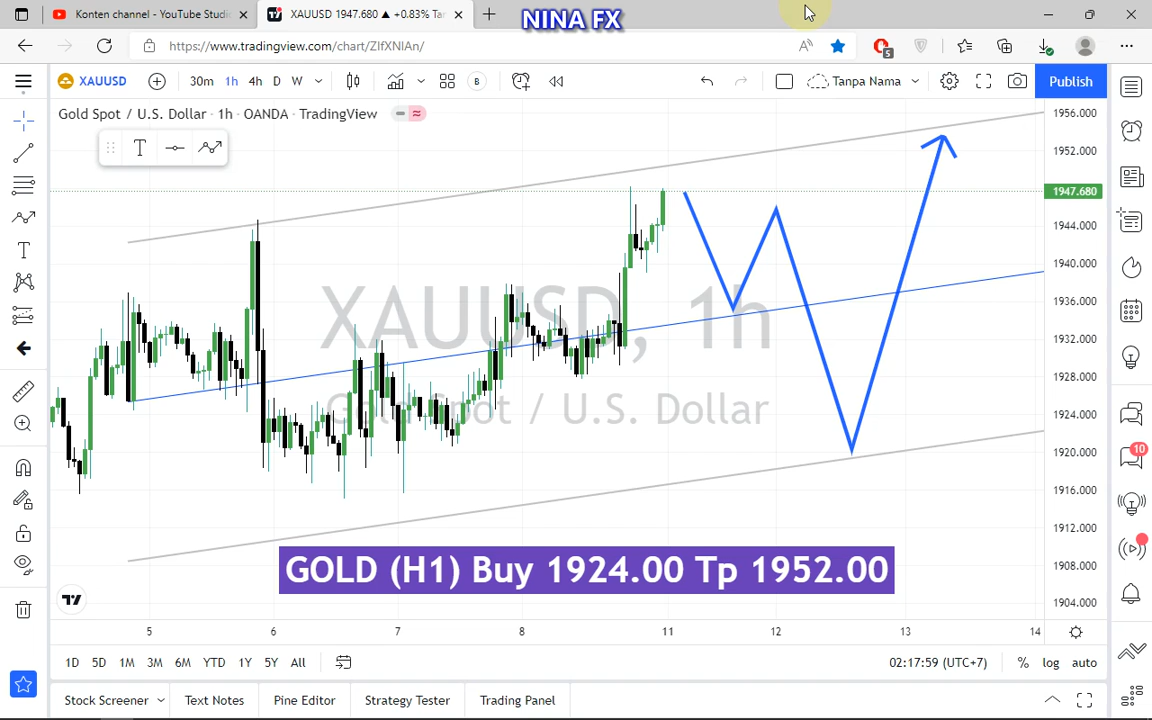 Konten channel - YouTube Studio
XAUUSD 1947.680 ▲ +0.83% Tan
NINA FX
https://www.tradingview.com/chart/ZIfXNIAn/
5
XAUUSD
30m 1h 4h D W
B
Tanpa Nama
Publish
Gold Spot / U.S. Dollar · 1h · OANDA · TradingView
T
T
XAUUSD, 1h
Gold Spot / U.S. Dollar
1956.000
1952.000
1947.680
1944.000
1940.000
1936.000
1932.000
1928.000
1924.000
1920.000
1916.000
1912.000
1908.000
1904.000
10
GOLD (H1) Buy 1924.00 Tp 1952.00
5 6 7 8 11 12 13 14
1D 5D 1M 3M 6M YTD 1Y 5Y All
02:17:59 (UTC+7) % log auto
Stock Screener Text Notes Pine Editor Strategy Tester Trading Panel